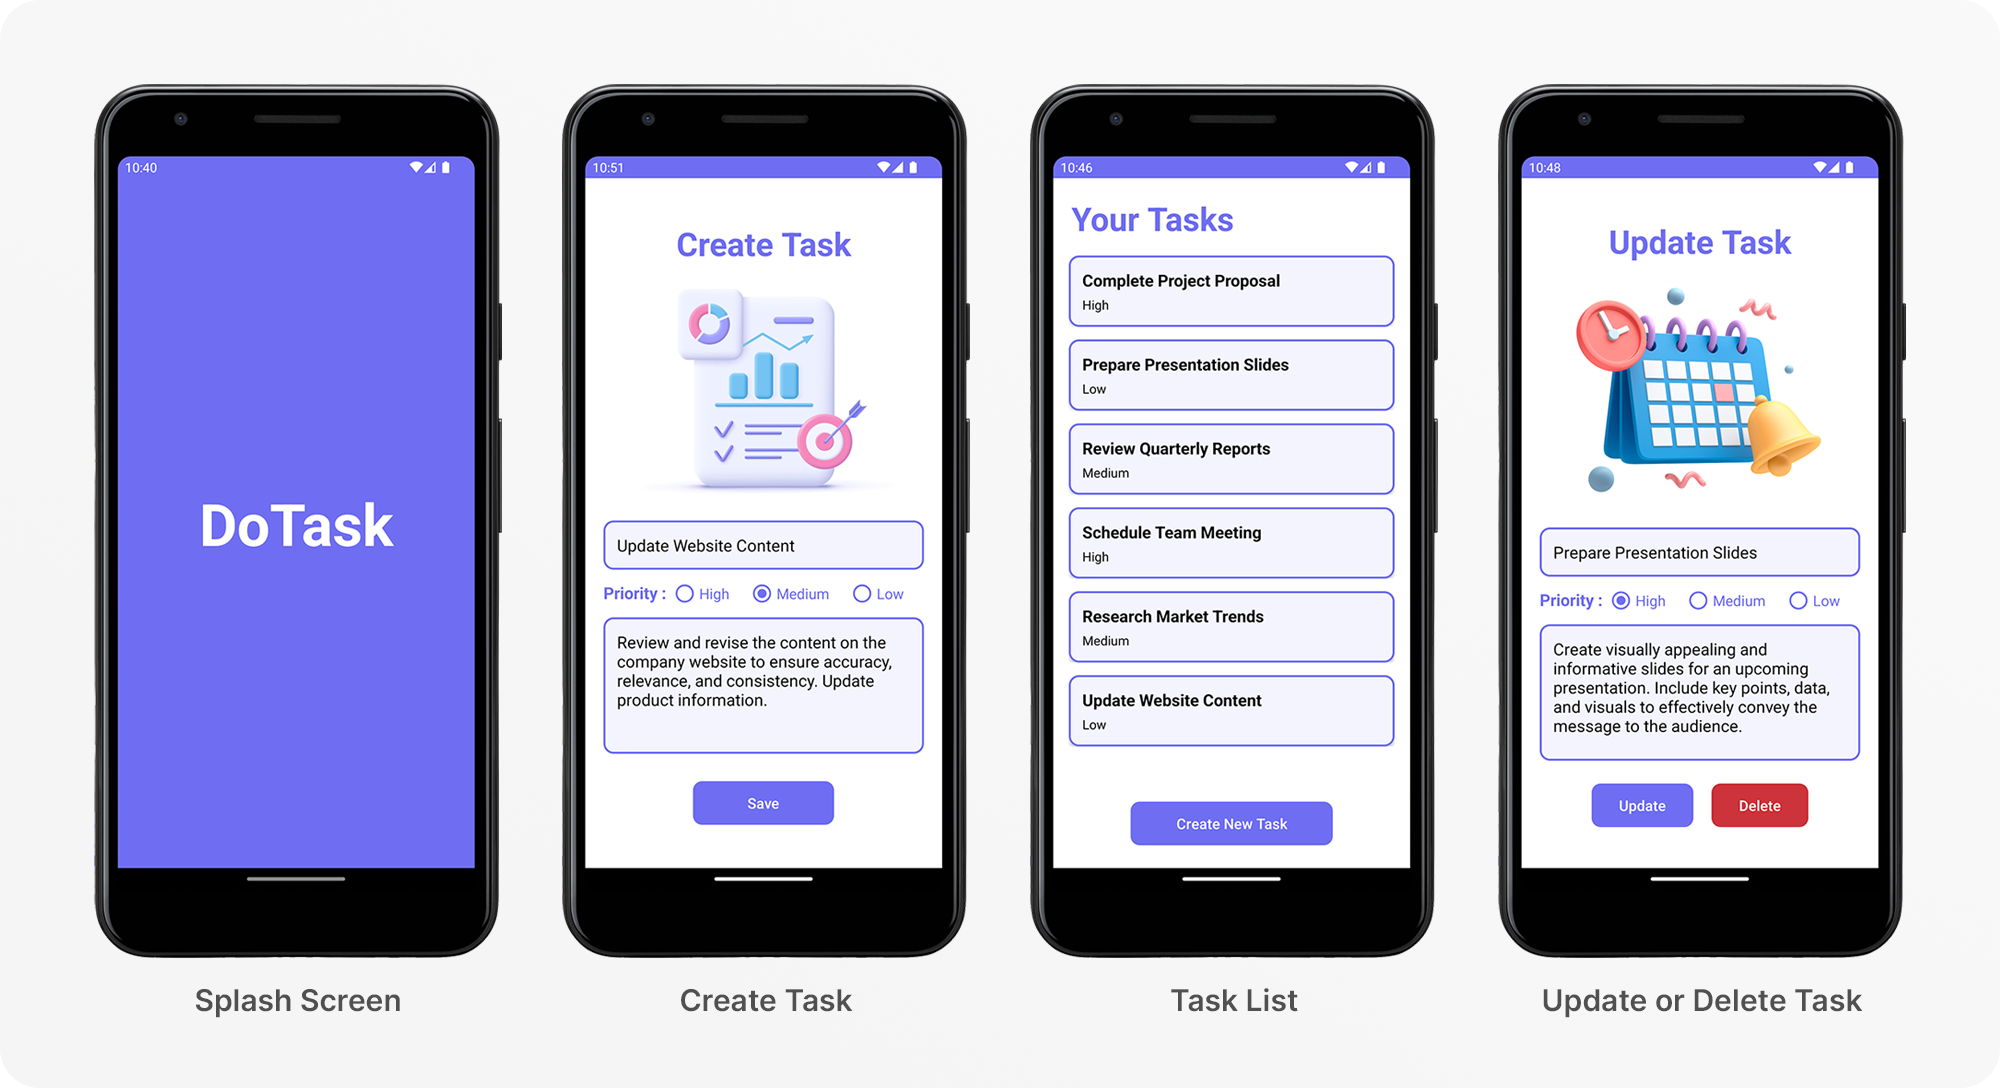 10:40
DoTask
Splash Screen
10:51
Create Task
Update Website Content
Priority : High Medium Low
Review and revise the content on the
company website to ensure accuracy,
relevance, and consistency. Update
product information.
Save
Create Task
10:46
Your Tasks
Complete Project Proposal
High
Prepare Presentation Slides
Low
Review Quarterly Reports
Medium
Schedule Team Meeting
High
Research Market Trends
Medium
Update Website Content
Low
Create New Task
Task List
10:48
Update Task
Prepare Presentation Slides
Priority : High Medium Low
Create visually appealing and
informative slides for an upcoming
presentation. Include key points, data,
and visuals to effectively convey the
message to the audience.
Update Delete
Update or Delete Task